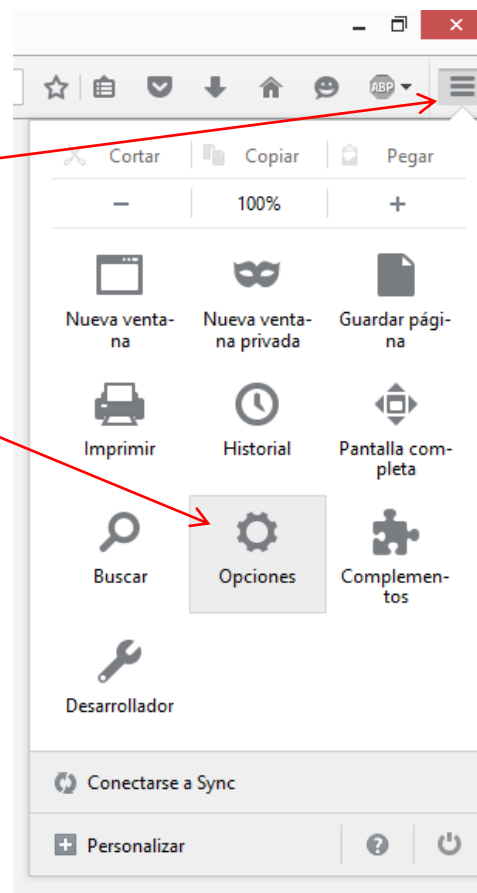 ABP
Cortar Copiar Pegar
− 100% +
Nueva venta- Nueva venta- Guardar pági-
na na privada na
Imprimir Historial Pantalla com-
pleta
Buscar Opciones Complemen-
tos
Desarrollador
Conectarse a Sync
Personalizar ?